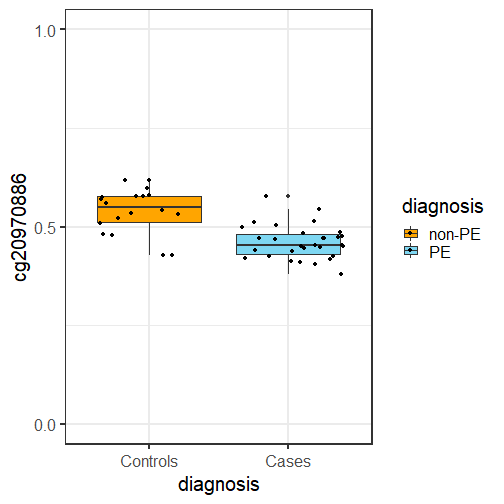 1.0
0.5
0.0
cg20970886
Controls
Cases
diagnosis
diagnosis
non-PE
PE